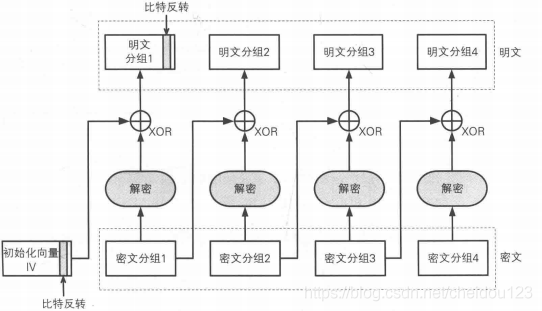 比特反转
明文
分组1
明文分组2
明文分组3
明文分组4
明文
XOR
XOR
XOR
XOR
解密
解密
解密
解密
初始化向量
IV
密文分组1
密文分组2
密文分组3
密文分组4
密文
比特反转
https://blog.csdn.net/chengqiuming